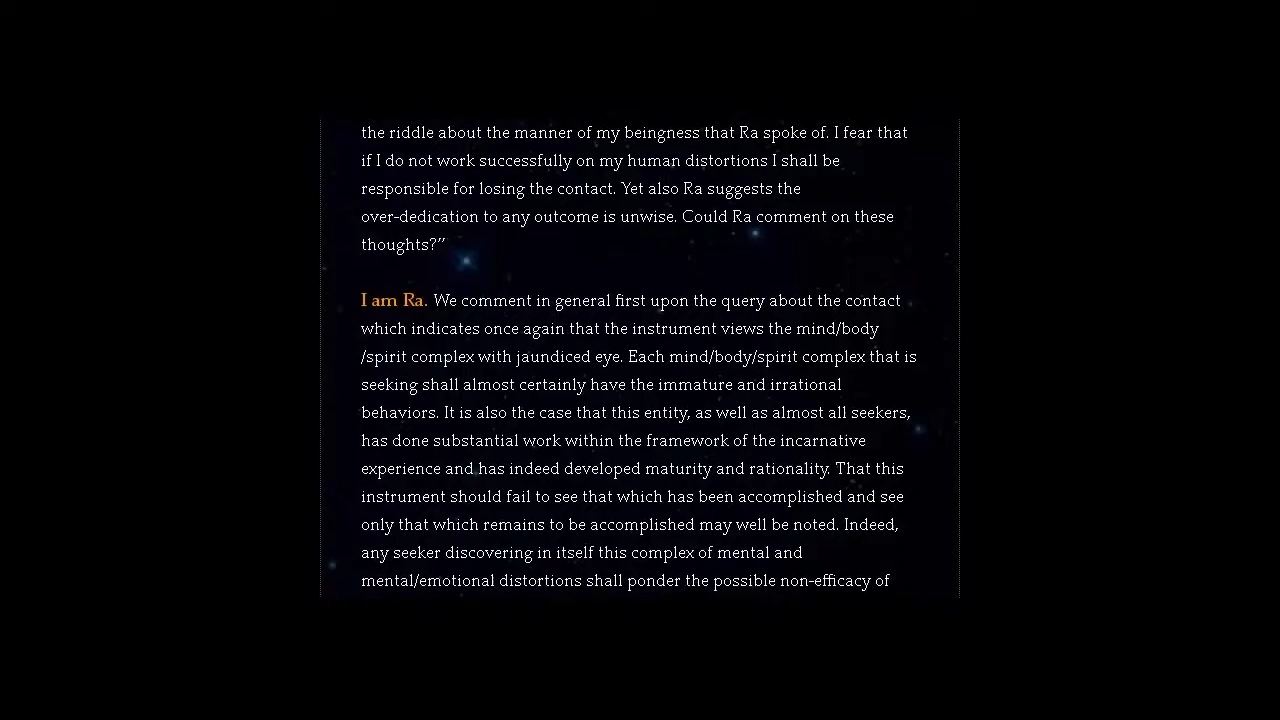 the riddle about the manner of my beingness that Ra spoke of. I fear that
if I do not work successfully on my human distortions I shall be
responsible for losing the contact. Yet also Ra suggests the
over-dedication to any outcome is unwise. Could Ra comment on these
thoughts?”
I am Ra. We comment in general first upon the query about the contact
which indicates once again that the instrument views the mind/body
/spirit complex with jaundiced eye. Each mind/body/spirit complex that is
seeking shall almost certainly have the immature and irrational
behaviors. It is also the case that this entity, as well as almost all seekers,
has done substantial work within the framework of the incarnative
experience and has indeed developed maturity and rationality. That this
instrument should fail to see that which has been accomplished and see
only that which remains to be accomplished may well be noted. Indeed,
any seeker discovering in itself this complex of mental and
mental/emotional distortions shall ponder the possible non-efficacy of